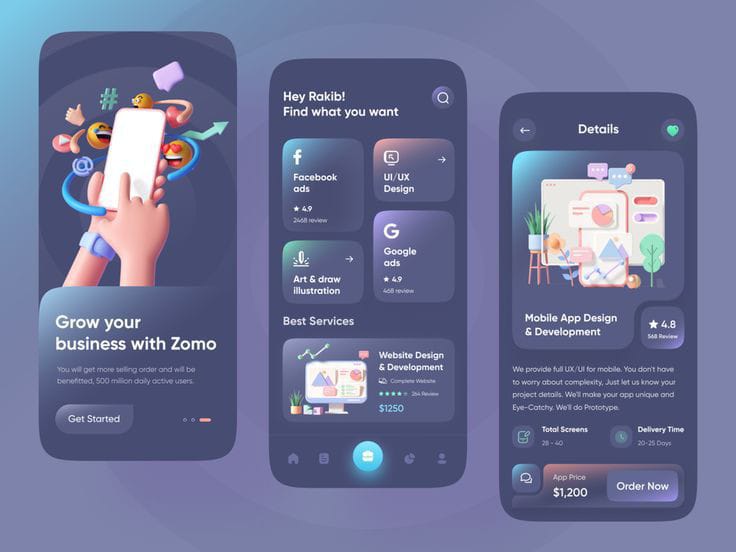 Grow your
business with Zomo
You will get more selling order and will be
benefitted, 500 million daily active users.
Get Started
Hey Rakib!
Find what you want
Facebook
ads
4.9
2468 review
UI/UX
Design
Art & draw
illustration
Google
ads
4.9
468 review
Best Services
Website Design
& Development
Complete Website
264 Review
$1250
Details
Mobile App Design
& Development
4.8
568 Review
We provide full UX/UI for mobile. You don't have
to worry about complexity, Just let us know your
project details. We'll make your app unique and
Eye-Catchy. We'll do Prototype.
Total Screens
28 - 40
Delivery Time
20-25 Days
App Price
$1,200
Order Now